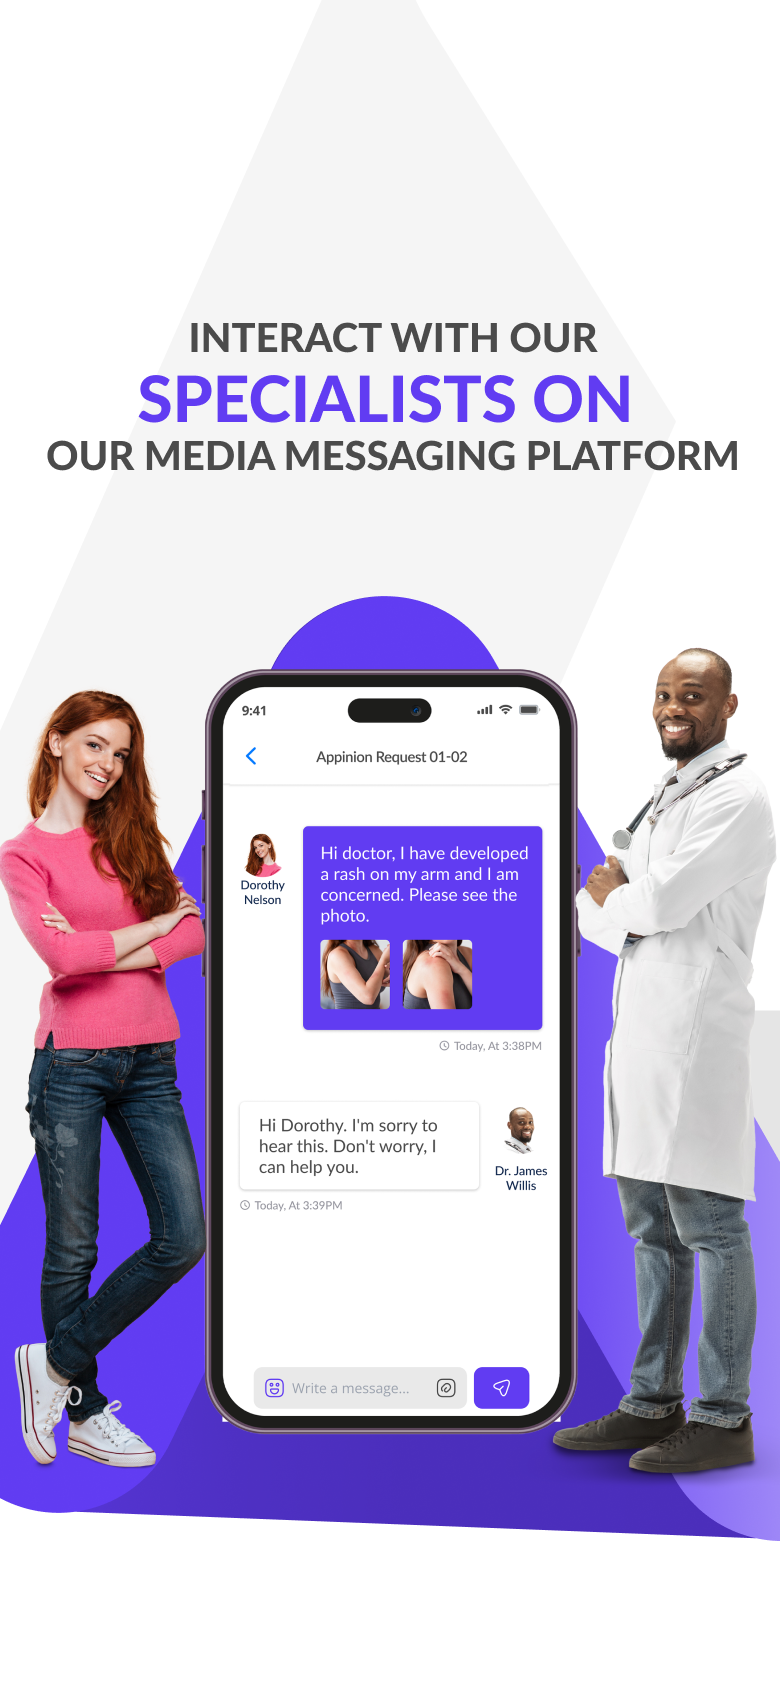 INTERACT WITH OUR
SPECIALISTS ON
OUR MEDIA MESSAGING PLATFORM
9:41
Appinion Request 01-02
Dorothy
Nelson
Hi doctor, I have developed
a rash on my arm and I am
concerned. Please see the
photo.
Today, At 3:38PM
Hi Dorothy. I'm sorry to
hear this. Don't worry, I
can help you.
Dr. James
Willis
Today, At 3:39PM
Write a message...